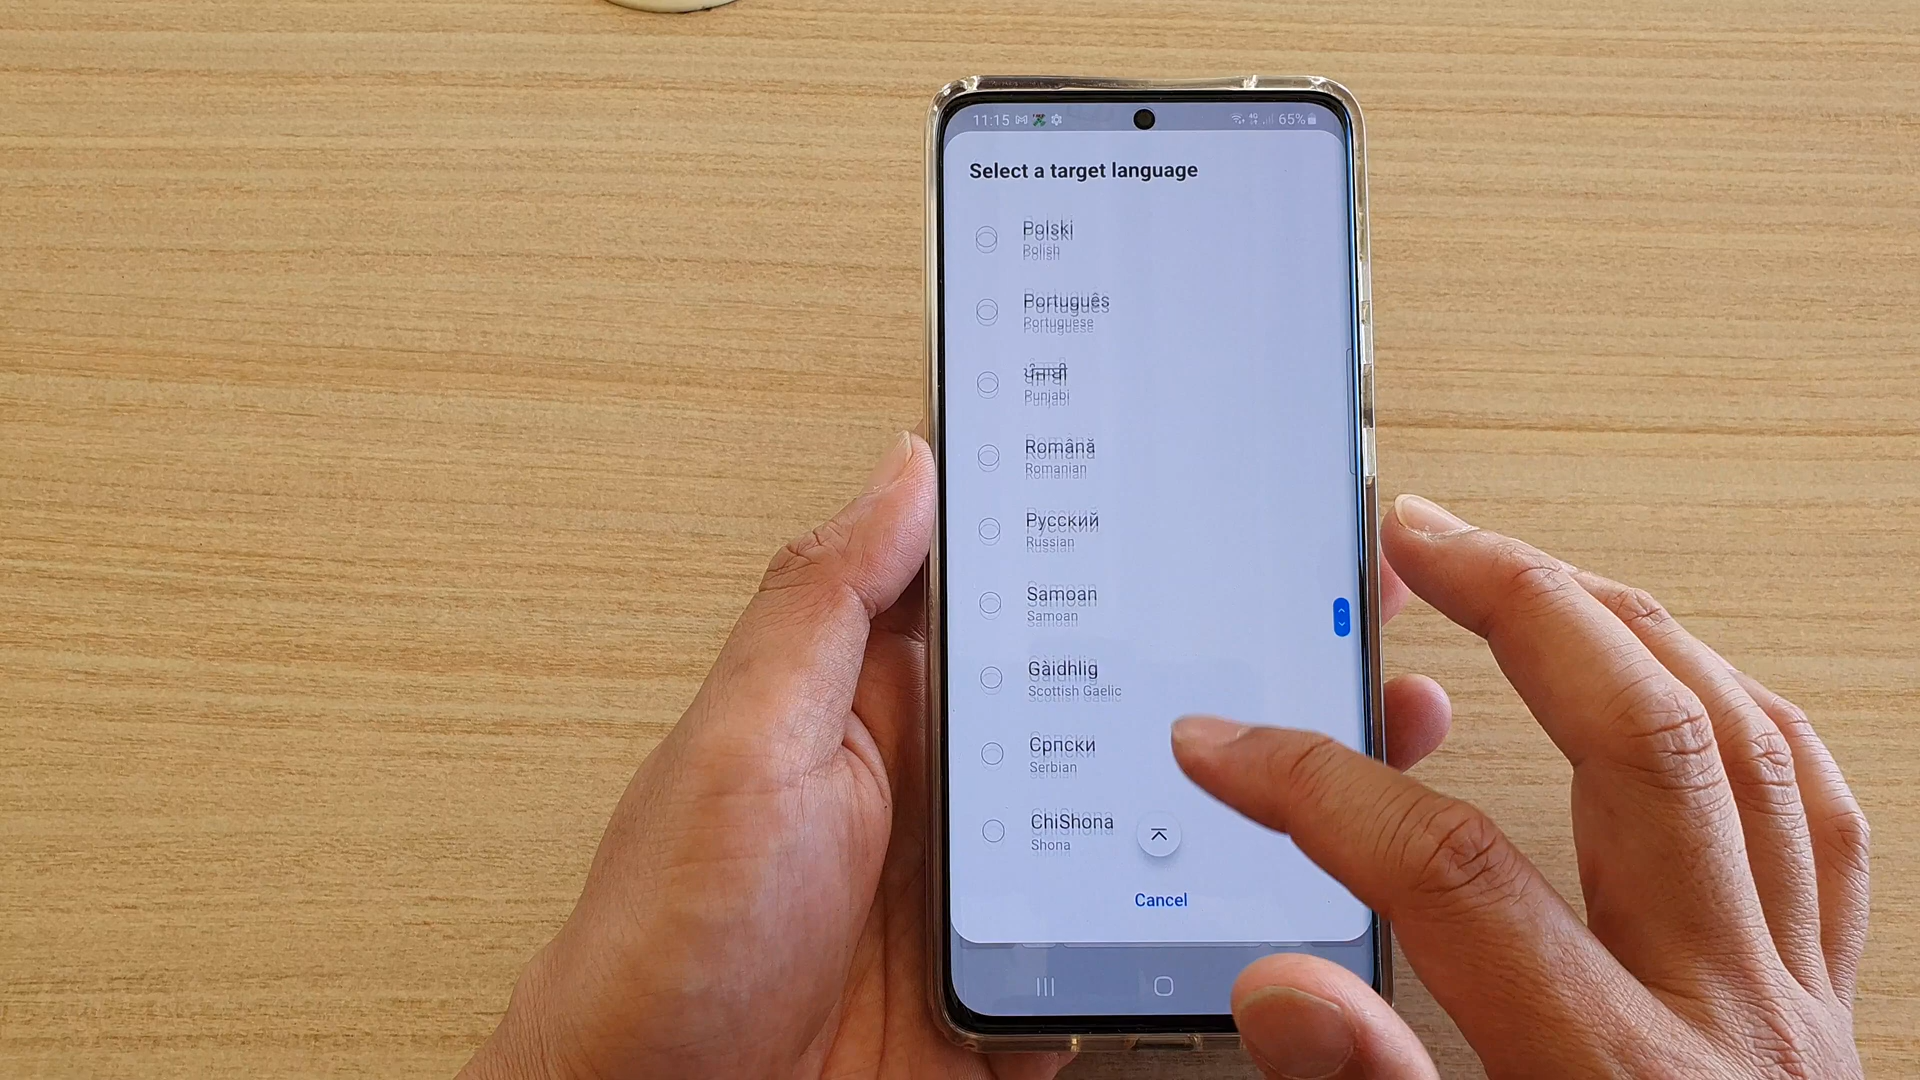 11:15 65%
Select a target language
Polski
Polish
Português
Portuguese
ਪੰਜਾਬੀ
Punjabi
Română
Romanian
Русский
Russian
Samoan
Samoan
Gàidhlig
Scottish Gaelic
Српски
Serbian
ChiShona
Shona
Cancel